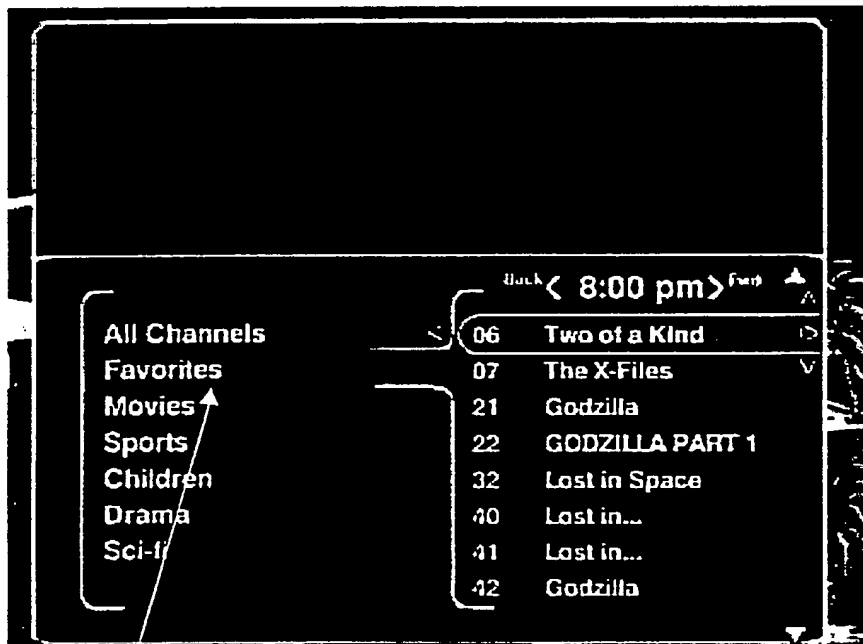 Back < 8:00 pm > Fwd
All Channels
Favorites
Movies
Sports
Children
Drama
Sci-fi
06 Two of a Kind
07 The X-Files
21 Godzilla
22 GODZILLA PART 1
32 Lost in Space
40 Lost in...
41 Lost in...
42 Godzilla